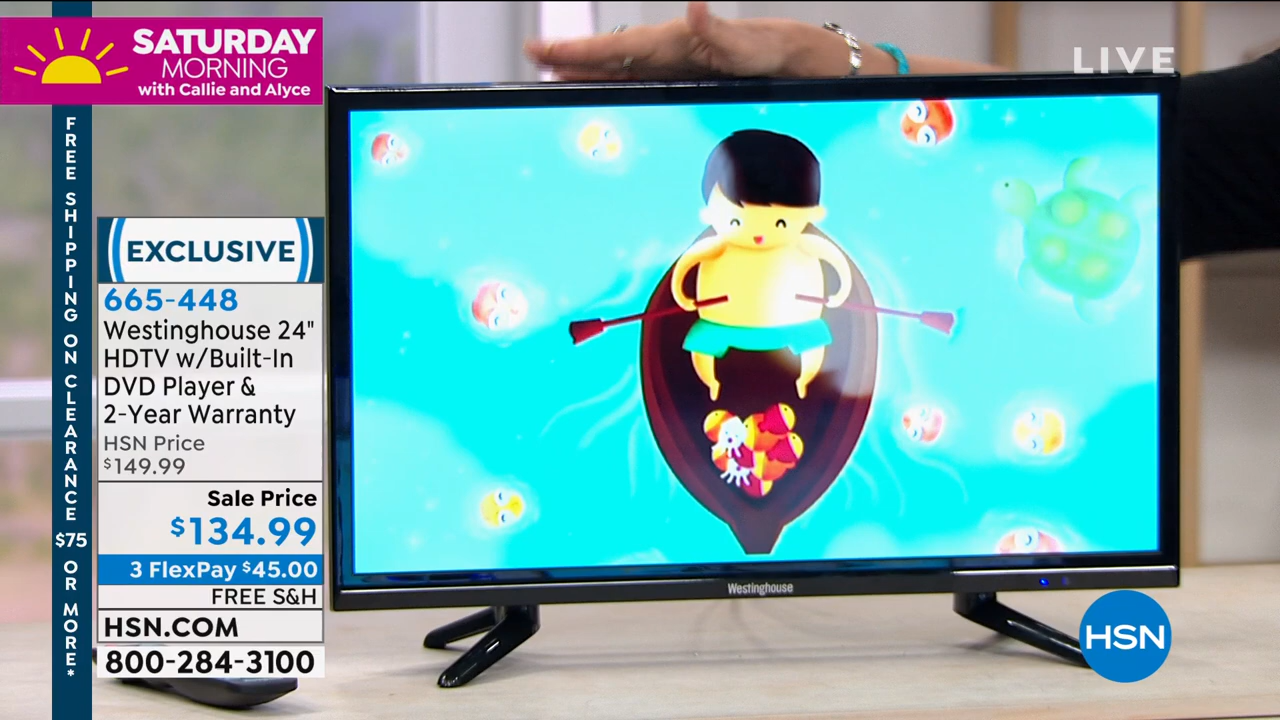 SATURDAY
MORNING
with Callie and Alyce
LIVE
FREE SHIPPING ON CLEARANCE $75 OR MORE*
EXCLUSIVE
665-448
Westinghouse 24"
HDTV w/Built-In
DVD Player &
2-Year Warranty
HSN Price
$149.99
Sale Price
$134.99
3 FlexPay $45.00
FREE S&H
HSN.COM
800-284-3100
Westinghouse
HSN